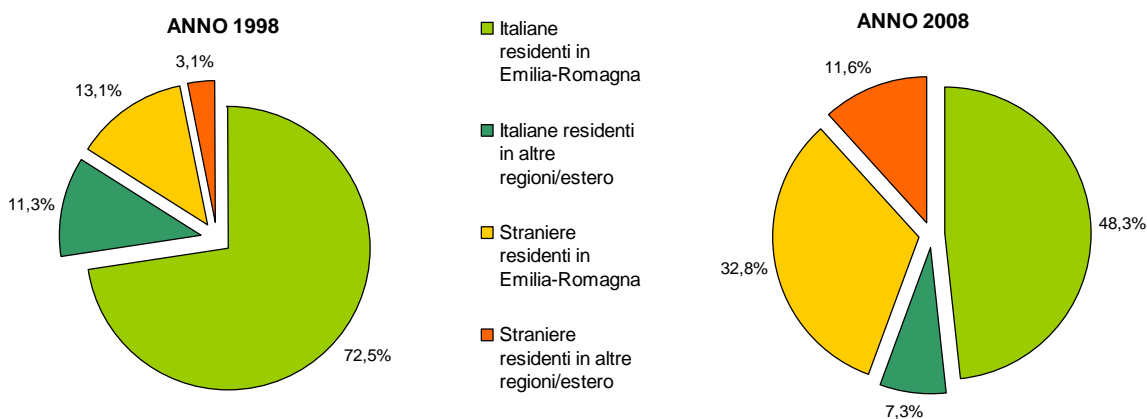 ANNO 1998
3,1%
13,1%
11,3%
72,5%
Italiane
residenti in
Emilia-Romagna
Italiane residenti
in altre
regioni/estero
Straniere
residenti in
Emilia-Romagna
Straniere
residenti in altre
regioni/estero
ANNO 2008
11,6%
48,3%
32,8%
7,3%